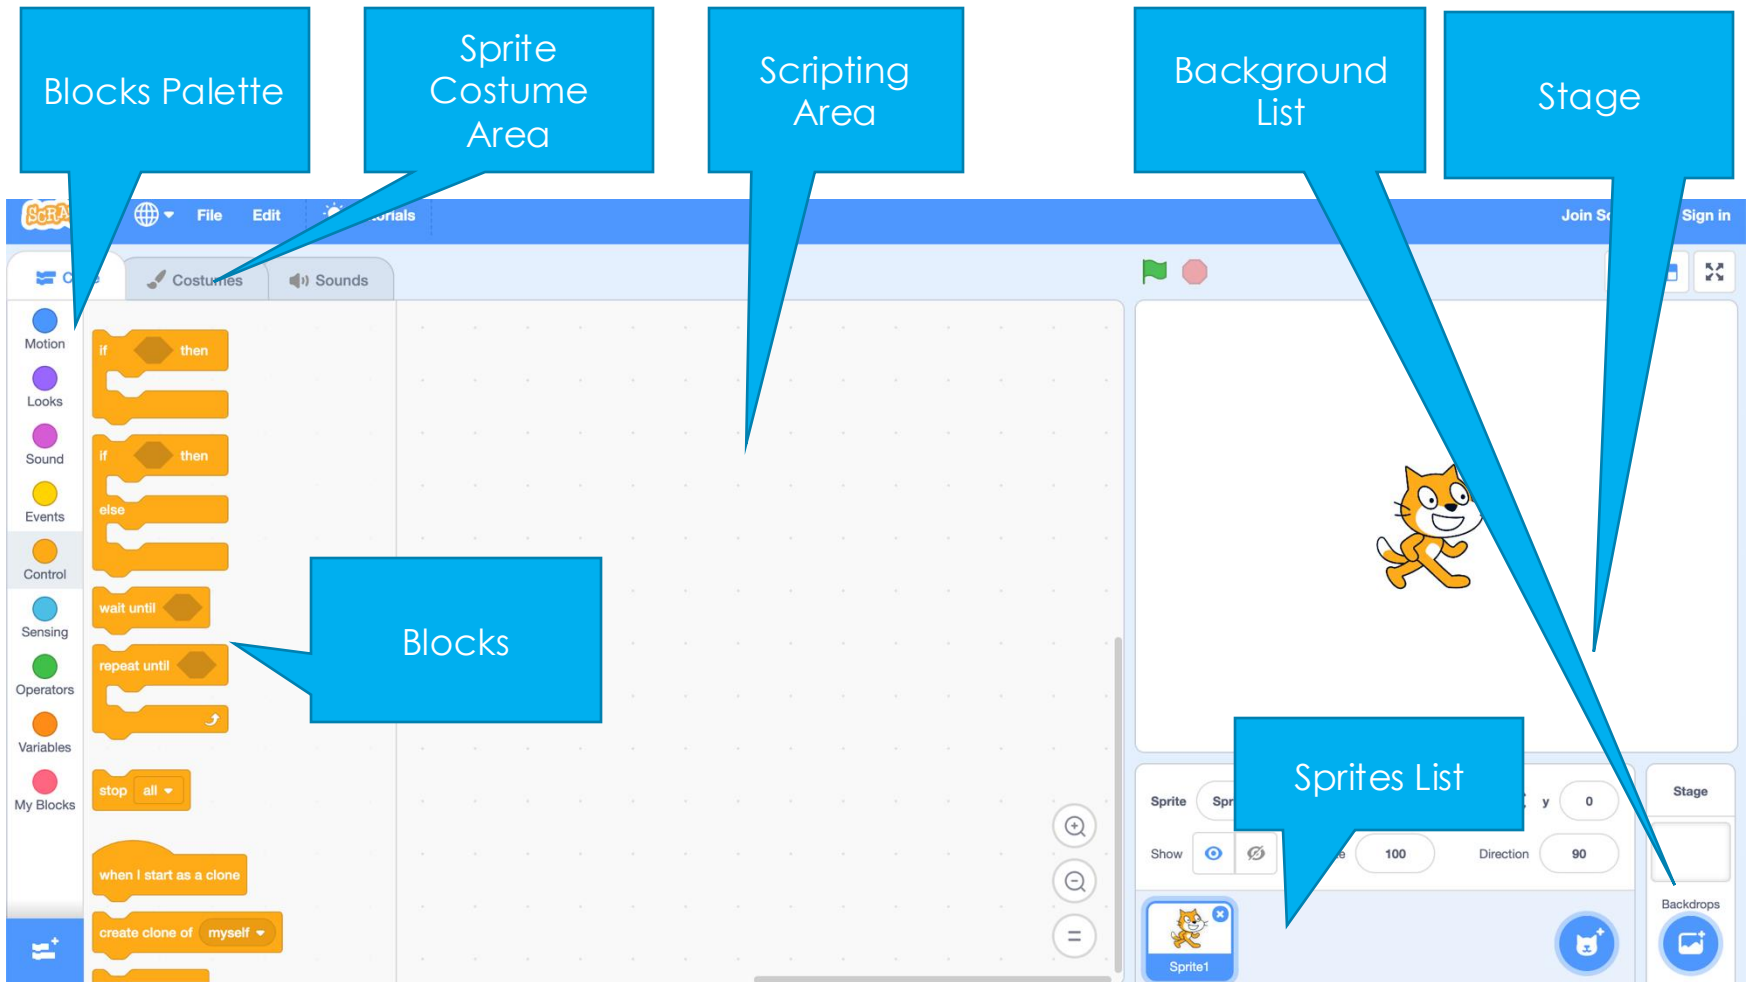 Blocks Palette
Sprite
Costume
Area
Scripting
Area
Background
List
Stage
File Edit
Join
Sign in
Costumes
Sounds
Motion
Looks
Sound
Events
Control
Sensing
Operators
Variables
My Blocks
if then
if then
else
wait until
repeat until
stop all
when I start as a clone
create clone of myself
Blocks
Sprites List
Sprite
y 0
Show
100
Direction 90
Sprite1
Stage
Backdrops